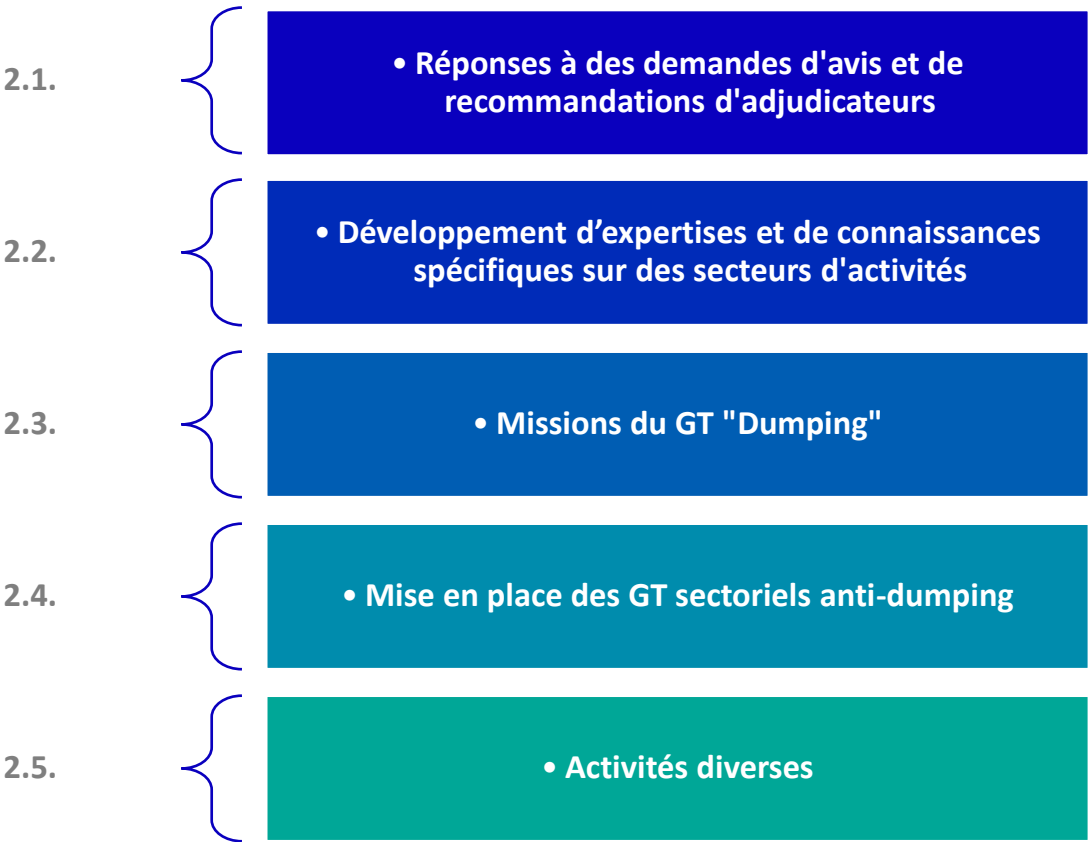 2.1.
• Réponses à des demandes d'avis et de
recommandations d'adjudicateurs
2.2.
• Développement d’expertises et de connaissances
spécifiques sur des secteurs d'activités
2.3.
• Missions du GT "Dumping"
2.4.
• Mise en place des GT sectoriels anti-dumping
2.5.
• Activités diverses